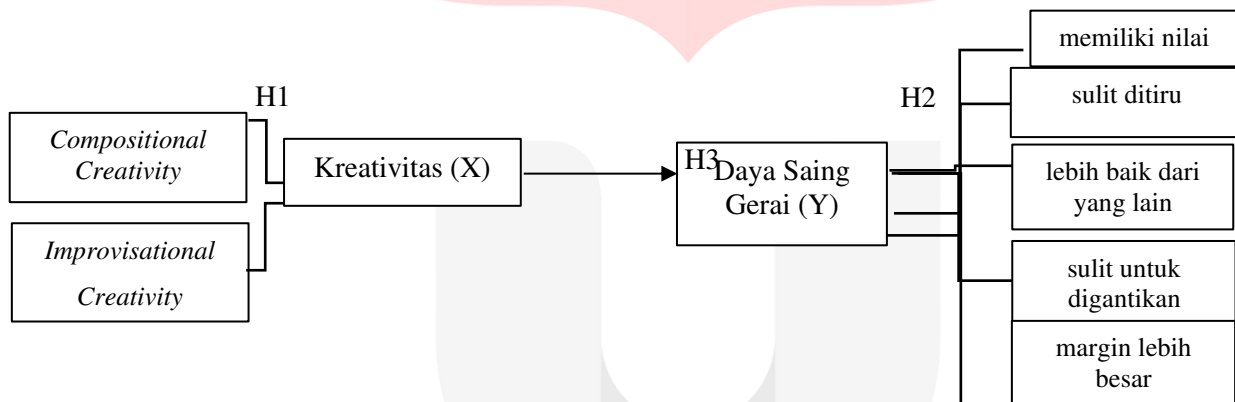 H1
Compositional
Creativity
Improvisational
Creativity
Kreativitas (X)
H3
Daya Saing
Gerai (Y)
H2
memiliki nilai
sulit ditiru
lebih baik dari
yang lain
sulit untuk
digantikan
margin lebih
besar